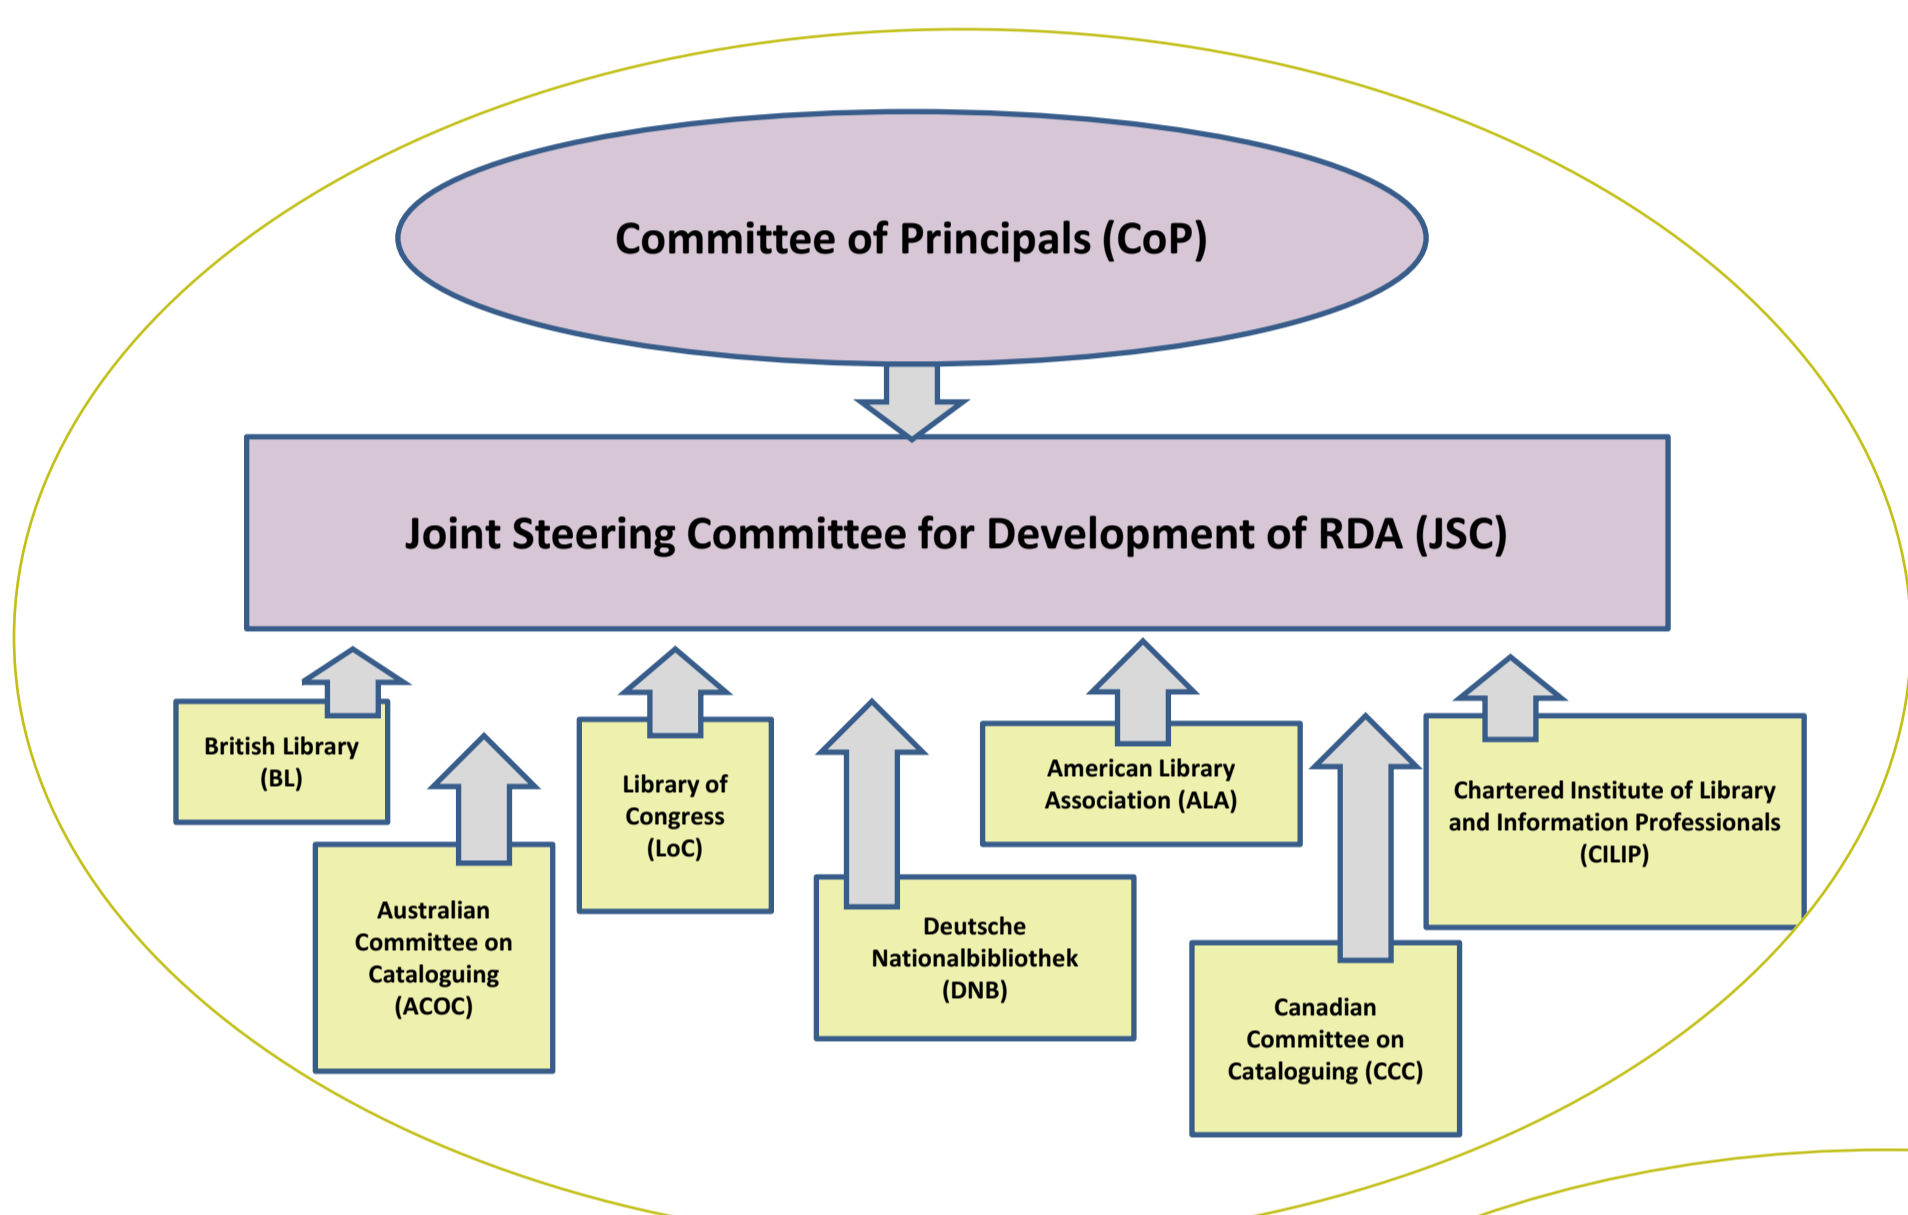 Committee of Principals (CoP)
Joint Steering Committee for Development of RDA (JSC)
British Library
(BL)
Australian
Committee on
Cataloguing
(ACOC)
Library of
Congress
(LoC)
Deutsche
Nationalbibliothek
(DNB)
American Library
Association (ALA)
Canadian
Committee on
Cataloguing (CCC)
Chartered Institute of Library
and Information Professionals
(CILIP)